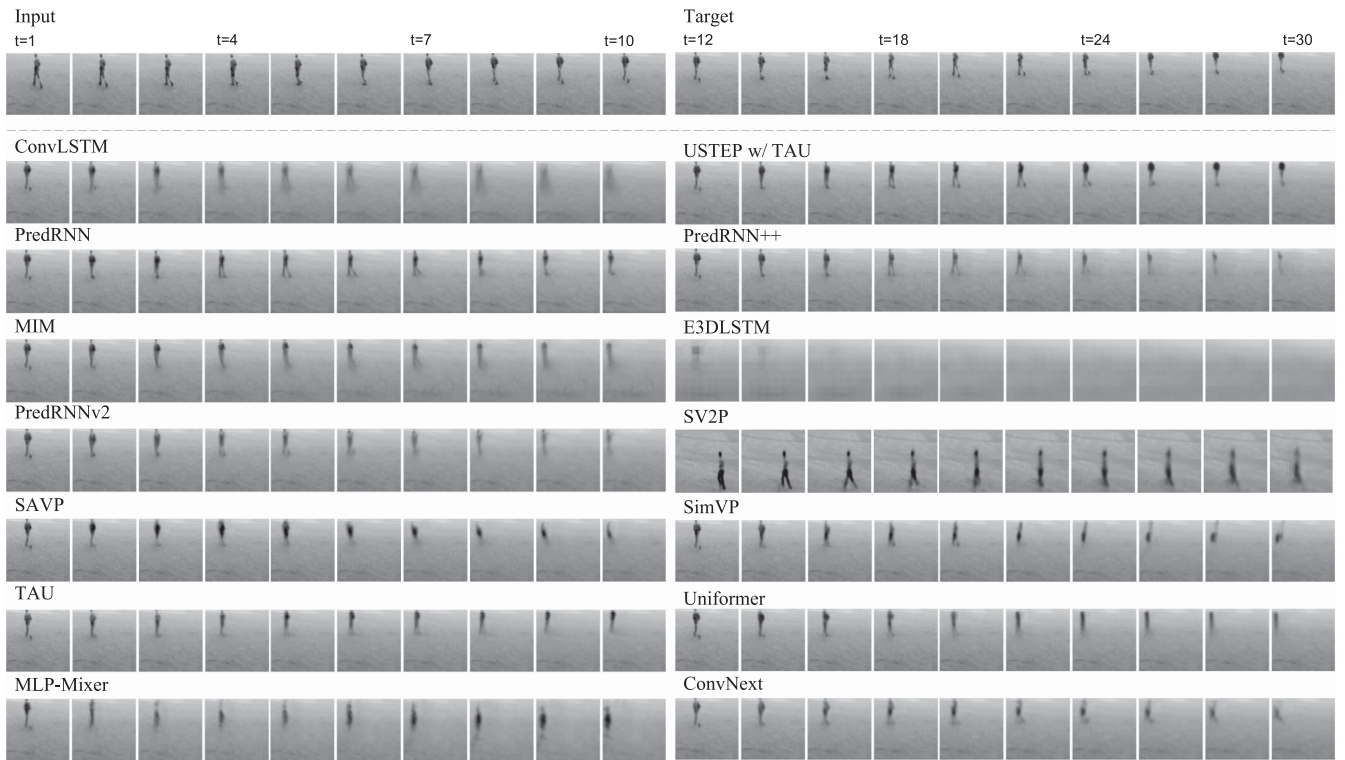 Input
Target
t=1 t=4 t=7 t=10
t=12 t=18 t=24 t=30
ConvLSTM
USTEP w/ TAU
PredRNN
PredRNN++
MIM
E3DLSTM
PredRNNv2
SV2P
SAVP
SimVP
TAU
Uniformer
MLP-Mixer
ConvNext